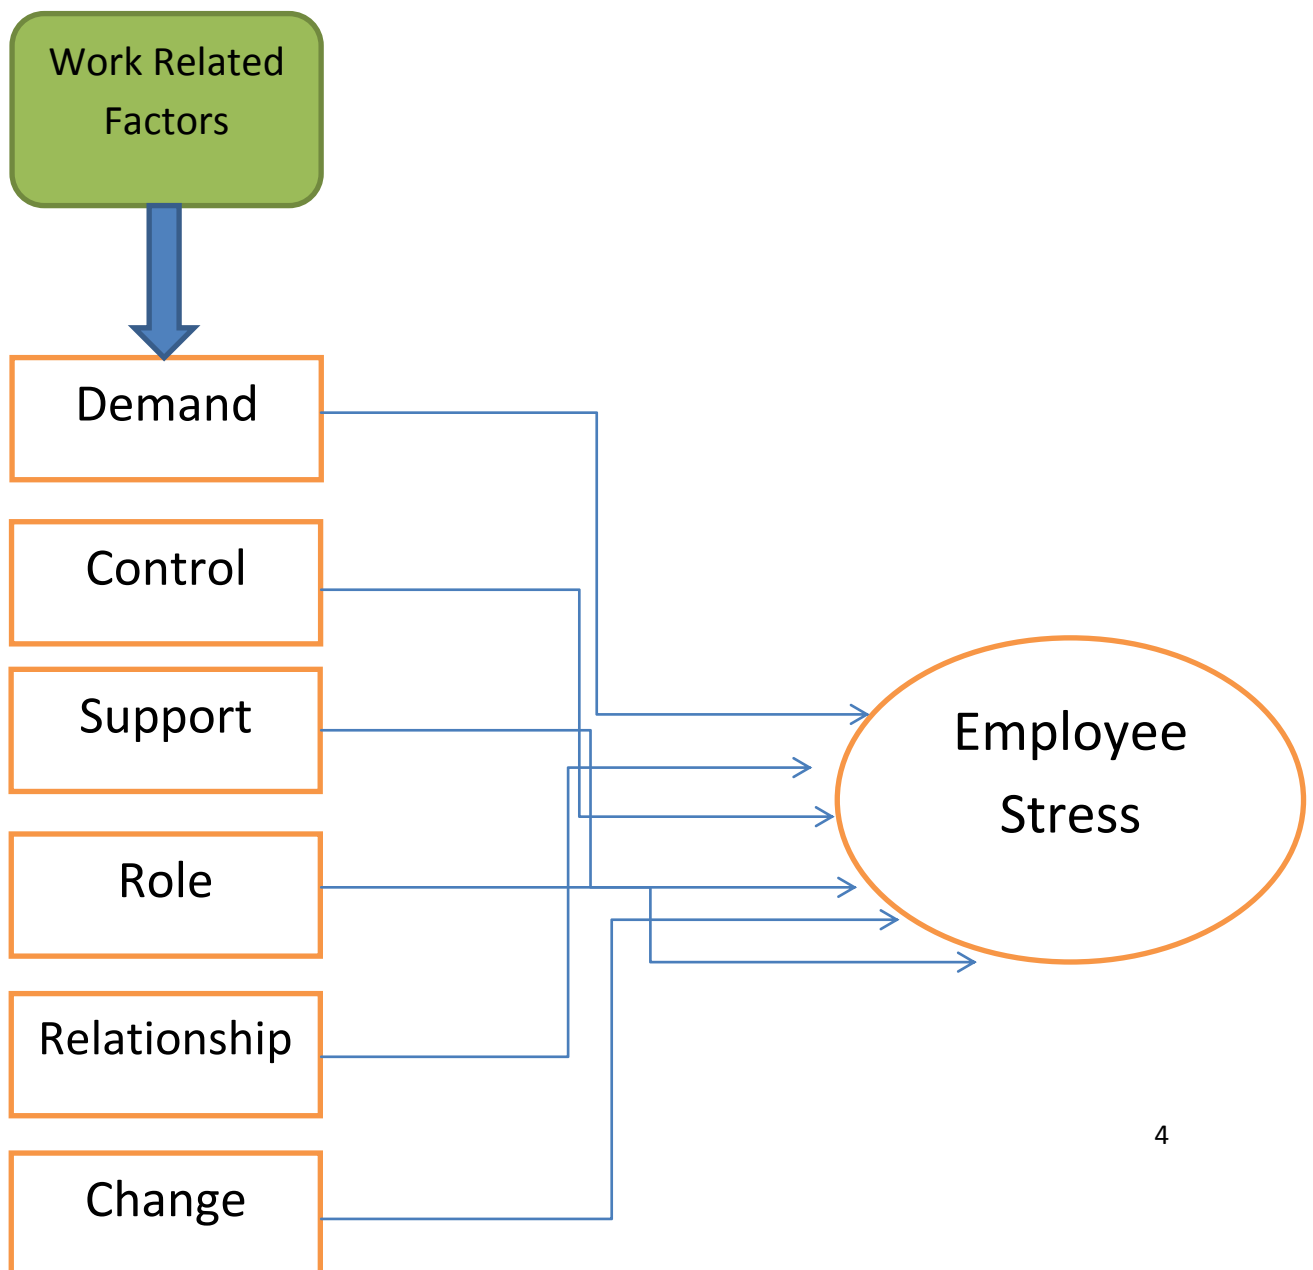 Work Related
Factors
Demand
Control
Support
Role
Relationship
Change
Employee
Stress
4